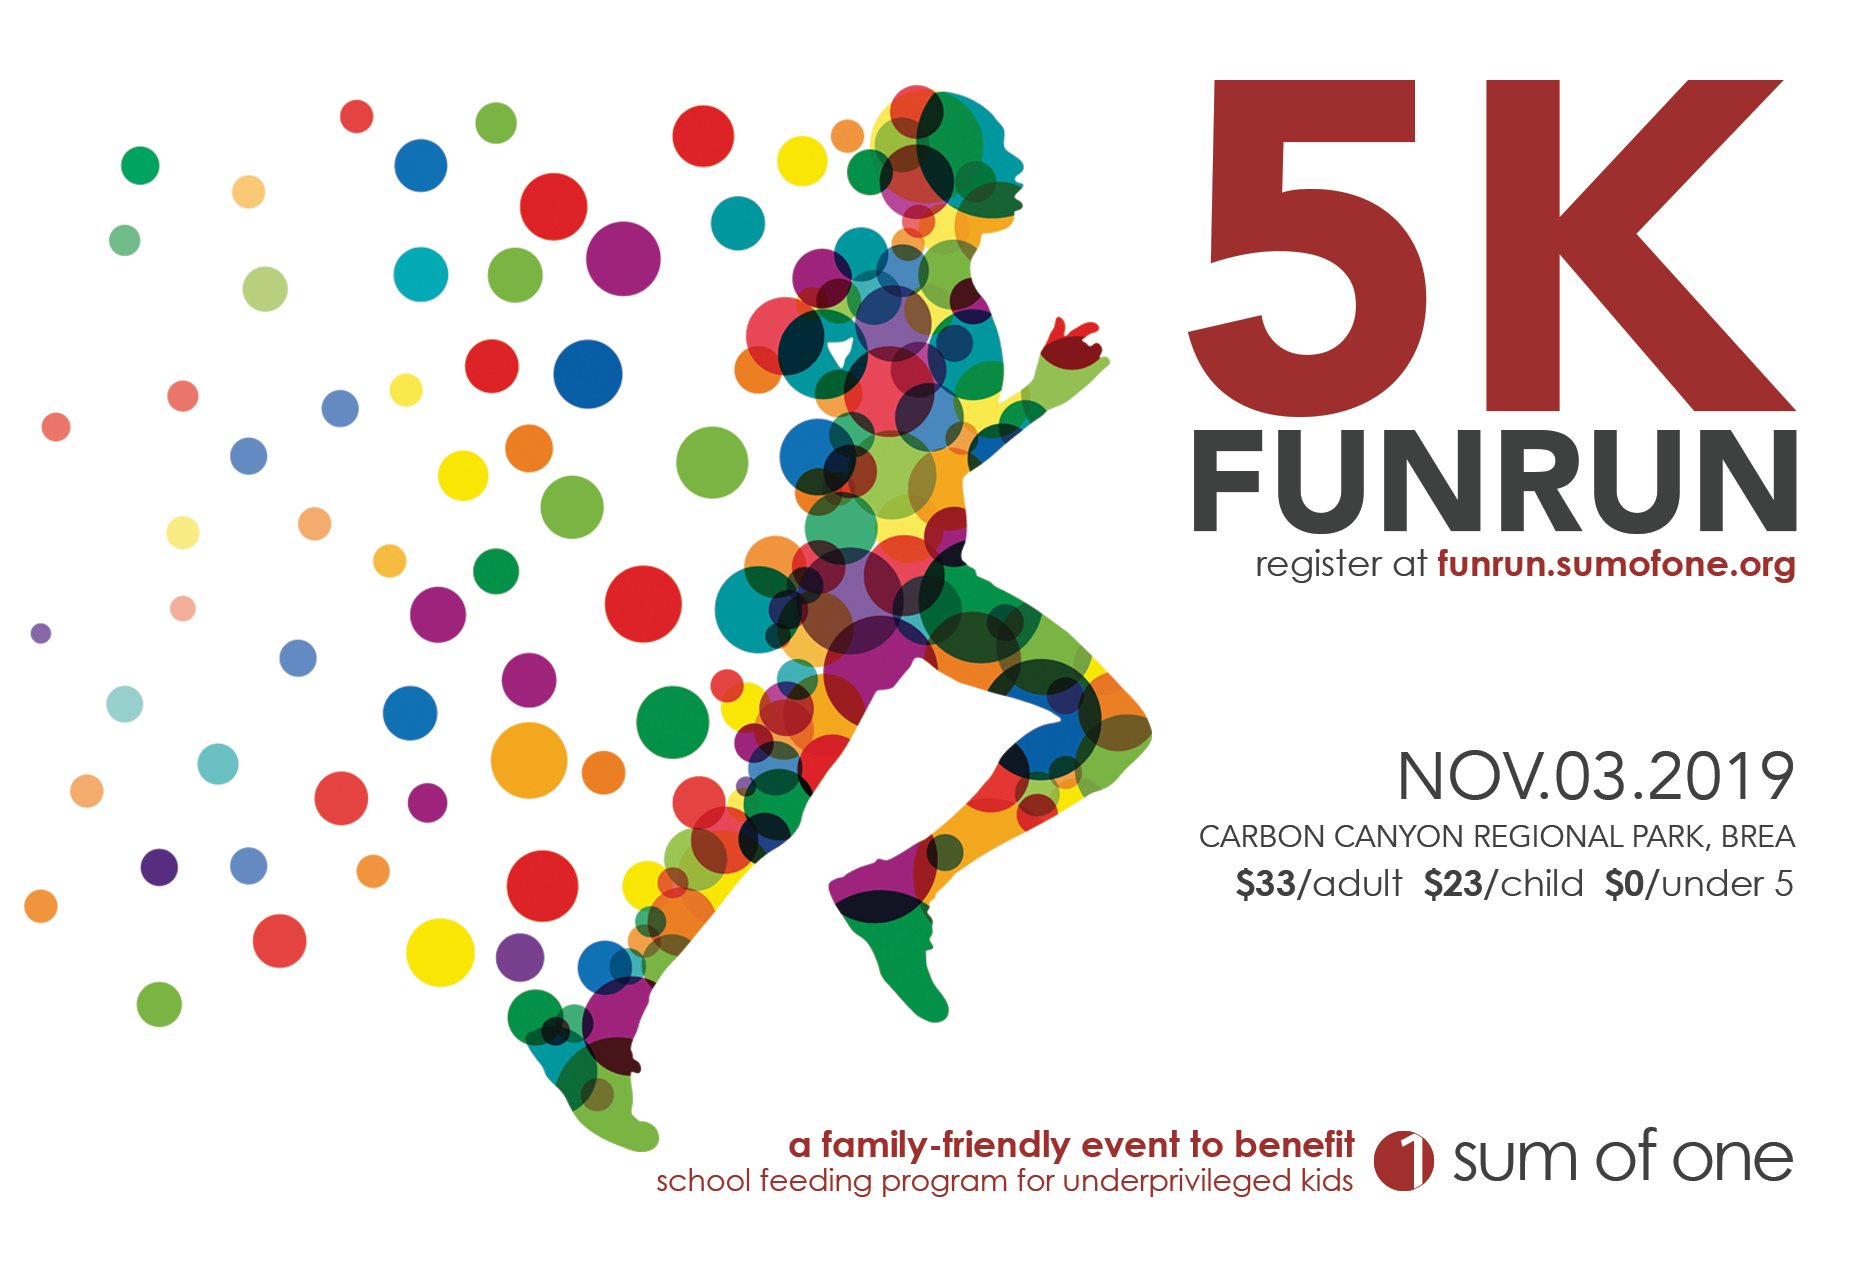 5K
FUNRUN
register at funrun.sumofone.org
NOV.03.2019
CARBON CANYON REGIONAL PARK, BREA
$33/adult $23/child $0/under 5
a family-friendly event to benefit
school feeding program for underprivileged kids
1 sum of one